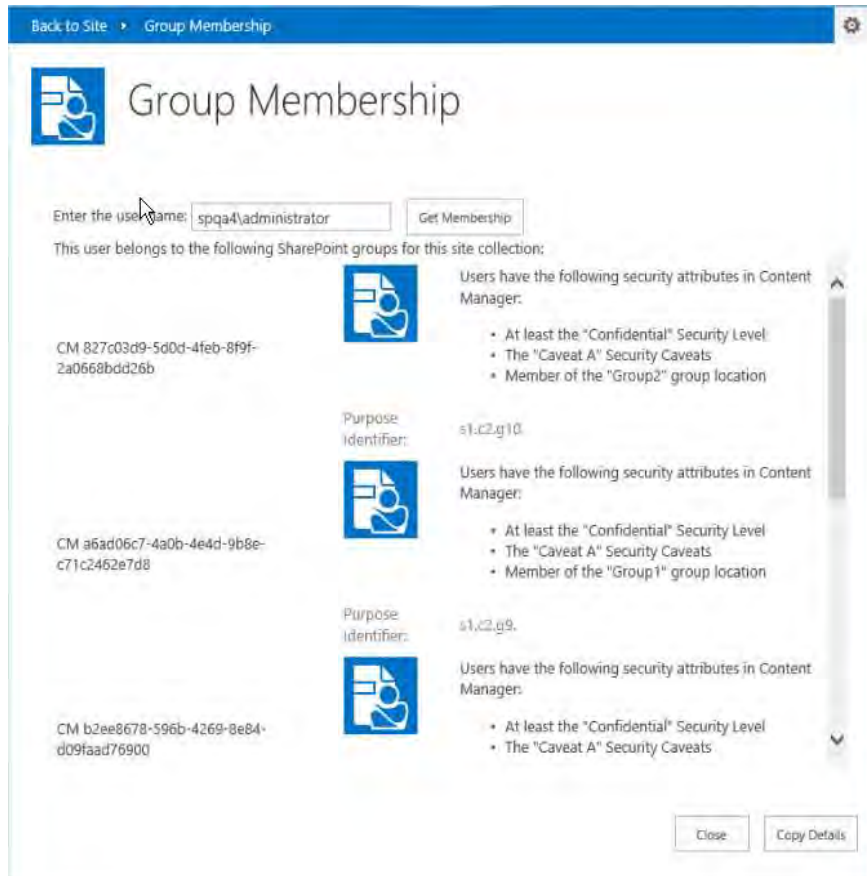 Back to Site ▸ Group Membership
Group Membership
Enter the user name: spqa4\administrator Get Membership
This user belongs to the following SharePoint groups for this site collection:
Users have the following security attributes in Content
Manager:
• At least the "Confidential" Security Level
CM 827c03d9-5d0d-4feb-8f9f-
2a0668bdd26b
• The "Caveat A" Security Caveats
• Member of the "Group2" group location
Purpose
Identifier:
s1.c2.g10.
Users have the following security attributes in Content
Manager:
• At least the "Confidential" Security Level
CM a6ad06c7-4a0b-4e4d-9b8e-
c71c2462e7d8
• The "Caveat A" Security Caveats
• Member of the "Group1" group location
Purpose
Identifier:
s1.c2.g9.
Users have the following security attributes in Content
Manager:
• At least the "Confidential" Security Level
CM b2ee8678-596b-4269-8e84-
d09faad76900
• The "Caveat A" Security Caveats
Close Copy Details